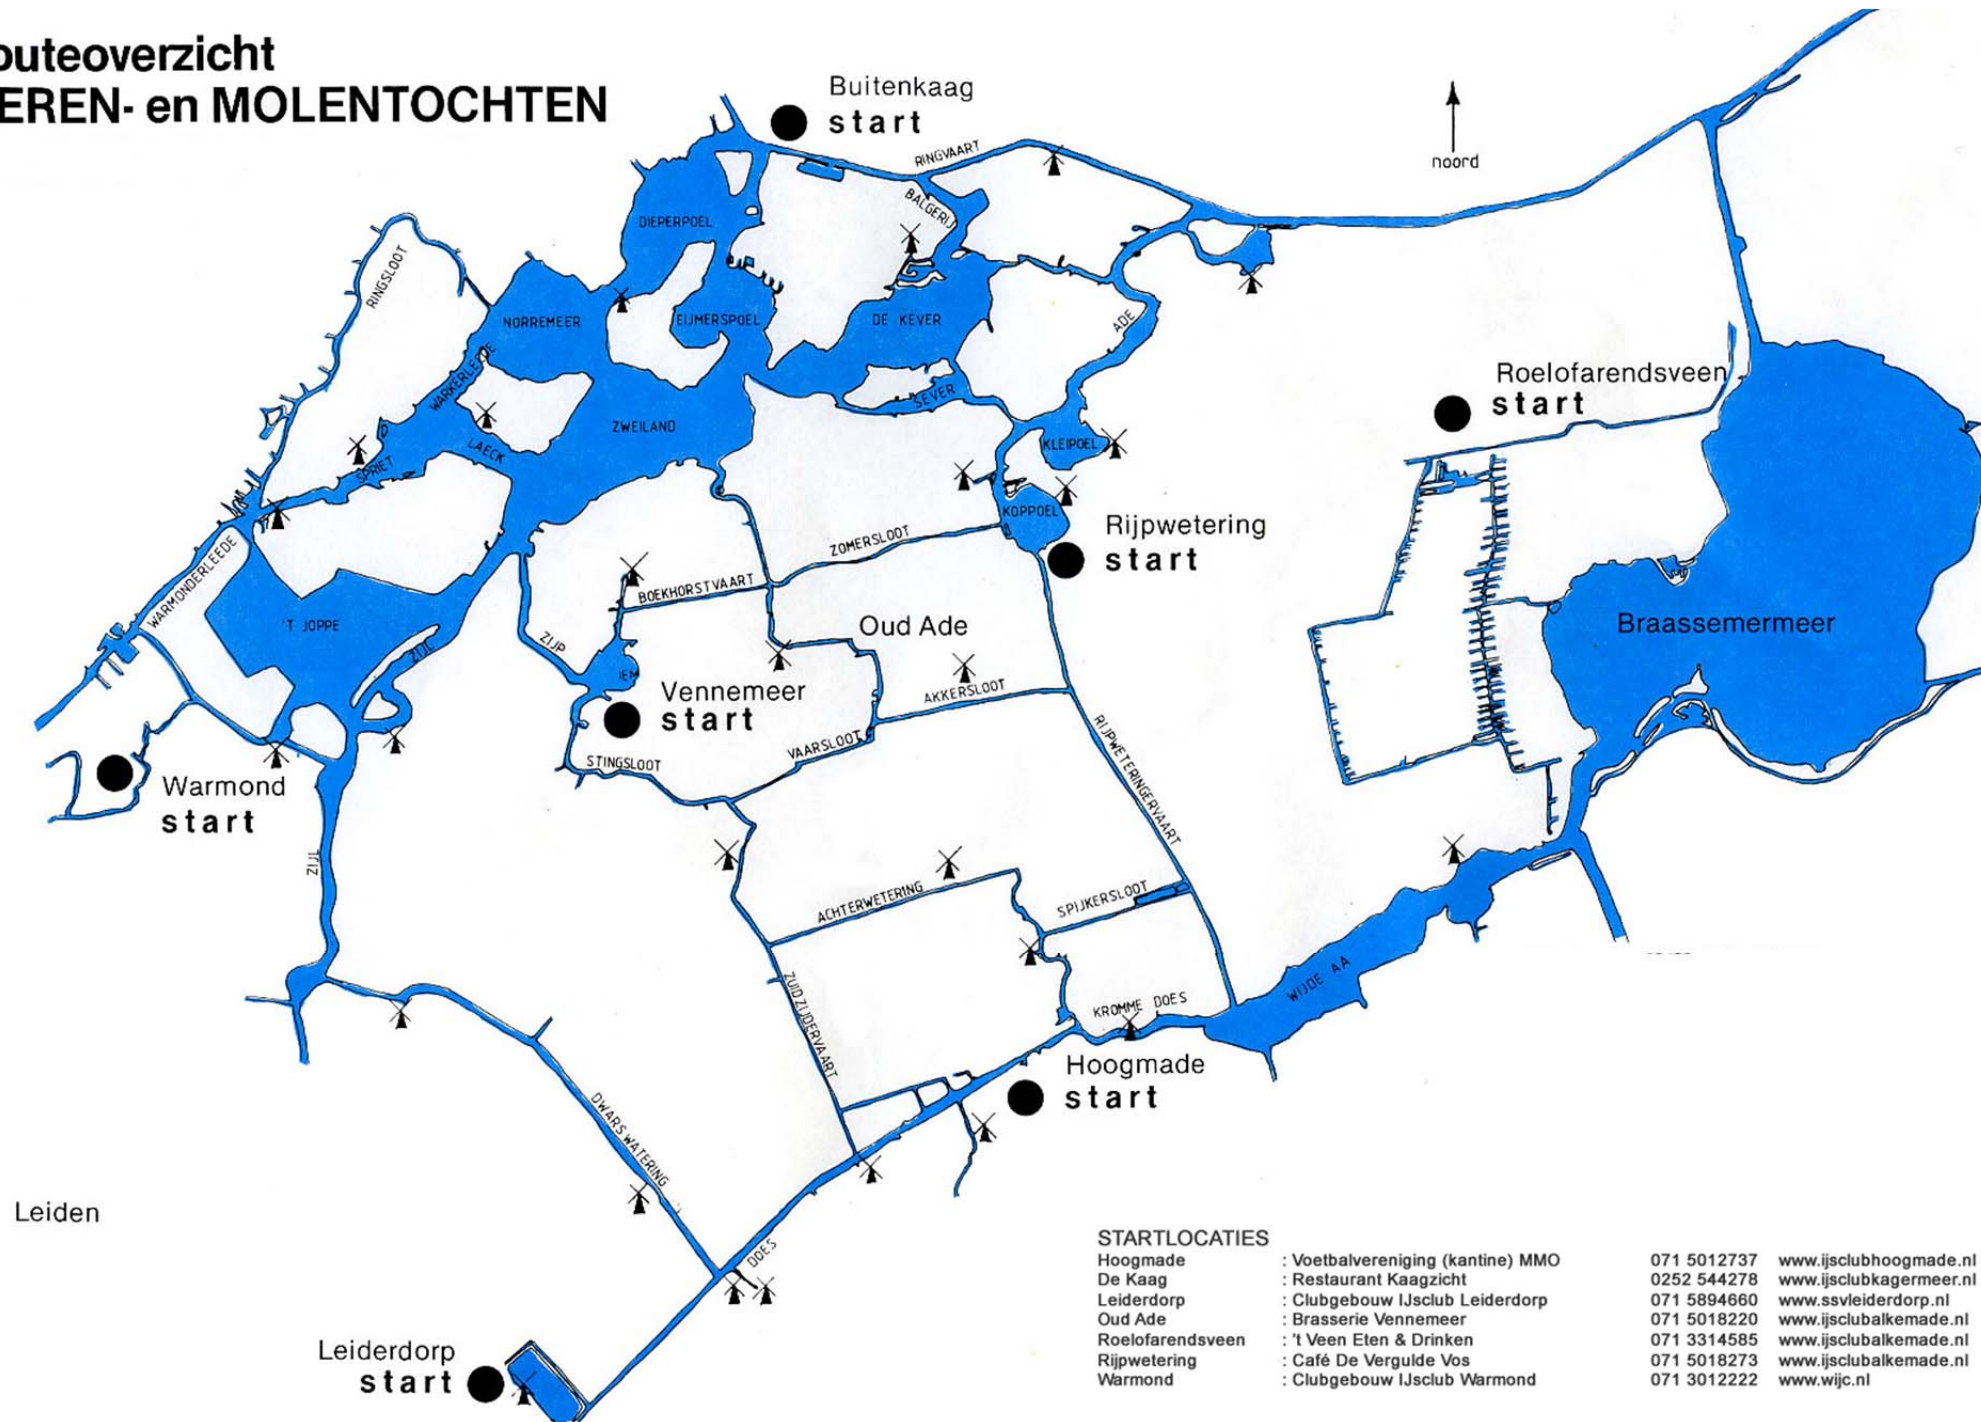 outeoverzicht
EREN- en MOLENTOCHTEN
Buitenkaag
start
noord
RINGVAART
BALGERIJ
DIEPERPOEL
RINGSLOOT
NORREMEER
EIJMERSPOEL
DE KEVER
ADE
WARKERLEEDE
SEVER
Roelofarendsveen
start
ZWEILAND
LAECK
KLEIPOEL
SPRIET
KOPPOEL
Rijpwetering
start
ZOMERSLOOT
WARMONDERLEEDE
BOEKHORSTVAART
'T JOPPE
Oud Ade
Braassemermeer
ZIJL
ZIJP
IEM
Vennemeer
start
AKKERSLOOT
VAARSLOOT
RIJPWETERINGERVAART
STINGSLOOT
Warmond
start
ZIJL
ACHTERWETERING
SPIJKERSLOOT
ZUIDZIJDERVAART
WIJDE AA
KROMME DOES
Hoogmade
start
DWARS WATERING
Leiden
DOES
Leiderdorp
start
STARTLOCATIES
Hoogmade : Voetbalvereniging (kantine) MMO 071 5012737 www.ijsclubhoogmade.nl
De Kaag : Restaurant Kaagzicht 0252 544278 www.ijsclubkagermeer.nl
Leiderdorp : Clubgebouw IJsclub Leiderdorp 071 5894660 www.ssvleiderdorp.nl
Oud Ade : Brasserie Vennemeer 071 5018220 www.ijsclubalkemade.nl
Roelofarendsveen : 't Veen Eten & Drinken 071 3314585 www.ijsclubalkemade.nl
Rijpwetering : Café De Vergulde Vos 071 5018273 www.ijsclubalkemade.nl
Warmond : Clubgebouw IJsclub Warmond 071 3012222 www.wijc.nl